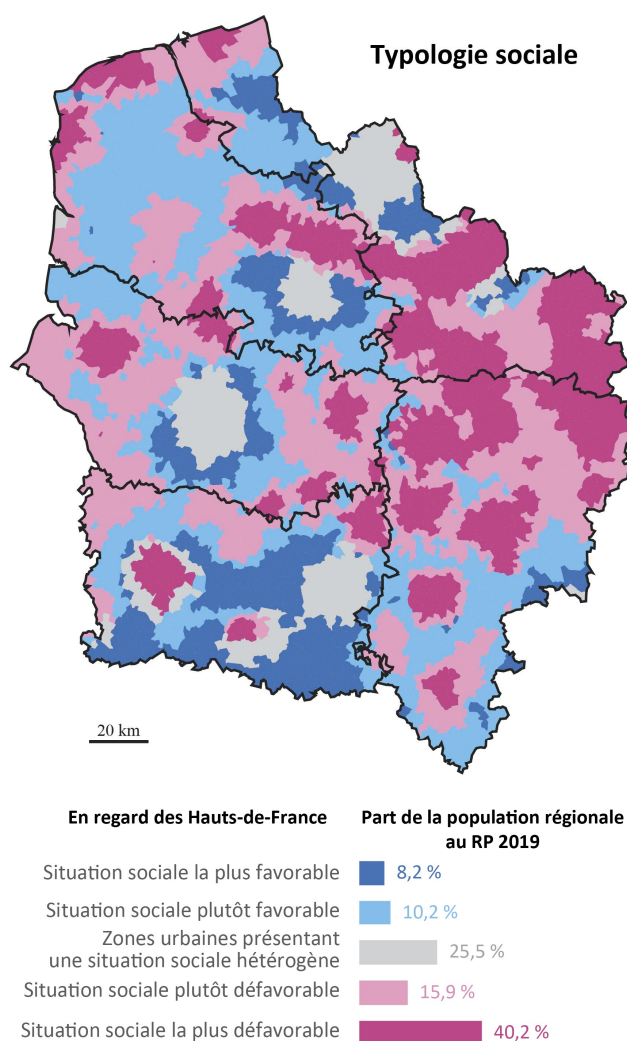 Typologie sociale
20 km
En regard des Hauts-de-France
Part de la population régionale
au RP 2019
Situation sociale la plus favorable
8,2 %
Situation sociale plutôt favorable
10,2 %
Zones urbaines présentant
une situation sociale hétérogène
25,5 %
Situation sociale plutôt défavorable
15,9 %
Situation sociale la plus défavorable
40,2 %